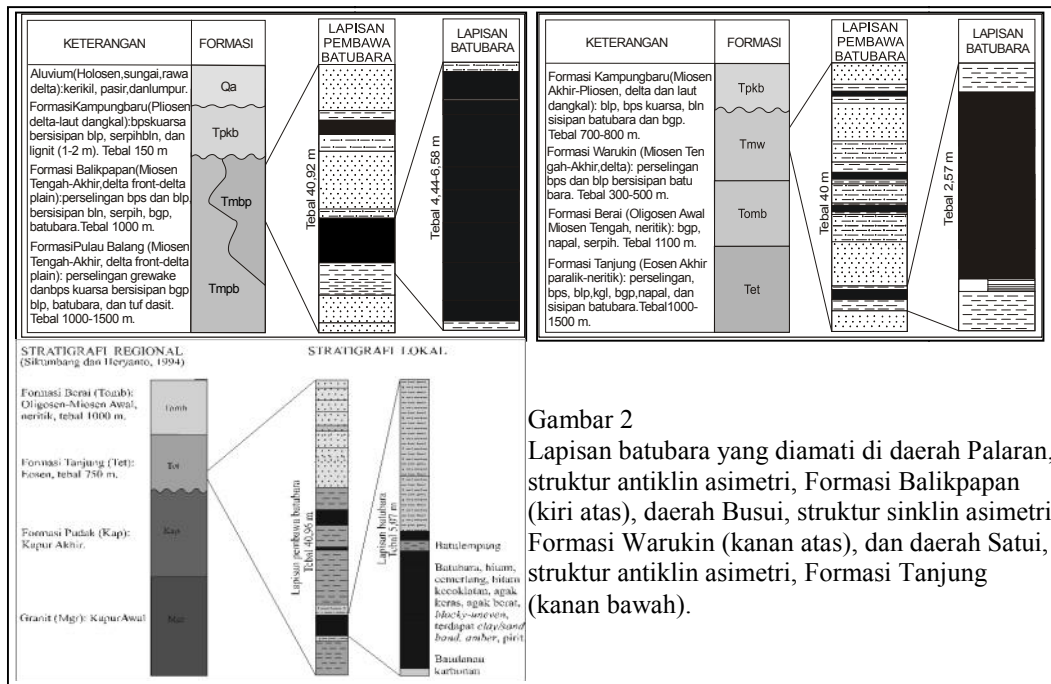 KETERANGAN
FORMASI
LAPISAN
PEMBAWA
BATUBARA
LAPISAN
BATUBARA
Aluvium(Holosen,sungai,rawa
delta):kerikil, pasir,danlumpur.
FormasiKampungbaru(Pliosen
delta-laut dangkal):bpskuarsa
bersisipan blp, serpihbln, dan
lignit (1-2 m). Tebal 150 m
Formasi Balikpapan(Miosen
Tengah-Akhir,delta front-delta
plain):perselingan bps dan blp,
bersisipan bln, serpih, bgp,
batubara.Tebal 1000 m.
FormasiPulau Balang (Miosen
Tengah-Akhir, delta front-delta
plain): perselingan grewake
danbps kuarsa bersisipan bgp
blp, batubara, dan tuf dasit.
Tebal 1000-1500 m.
Qa
Tpkb
Tmbp
Tmpb
Tebal 40,92 m
Tebal 4,44-6,58 m
KETERANGAN
FORMASI
LAPISAN
PEMBAWA
BATUBARA
LAPISAN
BATUBARA
Formasi Kampungbaru(Miosen
Akhir-Pliosen, delta dan laut
dangkal): blp, bps kuarsa, bln
sisipan batubara dan bgp.
Tebal 700-800 m.
Formasi Warukin (Miosen Ten
gah-Akhir,delta): perselingan
bps dan blp bersisipan batu
bara. Tebal 300-500 m.
Formasi Berai (Oligosen Awal
Miosen Tengah, neritik): bgp,
napal, serpih. Tebal 1100 m.
Formasi Tanjung (Eosen Akhir
paralik-neritik): perselingan,
bps, blp,kgl, bgp,napal, dan
sisipan batubara.Tebal1000-
1500 m.
Tpkb
Tmw
Tomb
Tet
Tebal 40 m
Tebal 2,57 m
STRATIGRAFI REGIONAL
(Sikumbang dan Heryanto, 1994)
STRATIGRAFI LOKAL
Formasi Berai (Tomb):
Oligosen-Miosen Awal,
neritik, tebal 1000 m.
Formasi Tanjung (Tet):
Eosen, tebal 750 m.
Formasi Pudak (Kap):
Kapur Akhir.
Granit (Mgr): KapurAwal
Tomb
Tet
Kap
Lapisan pembawa batubara
Tebal 40,96 m
Lapisan batubara
Tebal 5,07 m
Batulempung
Batubara, hitam,
cemerlang, hitam
kecoklatan, agak
keras, agak berat,
blocky-uneven,
terdapat clay/sand
band, amber, pirit
Batulanau
karbonan
Gambar 2
Lapisan batubara yang diamati di daerah Palaran,
struktur antiklin asimetri, Formasi Balikpapan
(kiri atas), daerah Busui, struktur sinklin asimetri
Formasi Warukin (kanan atas), dan daerah Satui,
struktur antiklin asimetri, Formasi Tanjung
(kanan bawah).